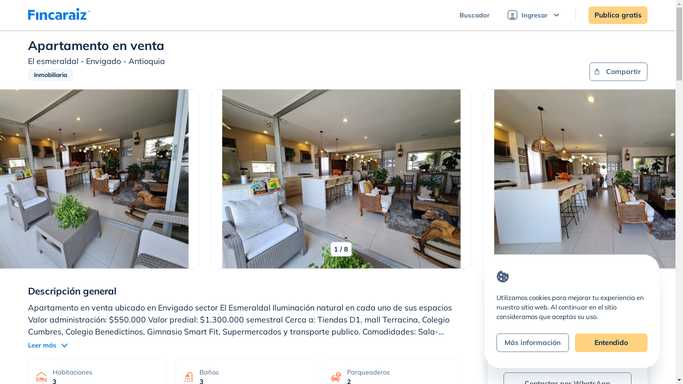 Fincaraiz
Buscador
Ingresar
Publica gratis
Apartamento en venta
El esmeraldal - Envigado - Antioquia
Inmobiliaria
Compartir
1 / 8
Descripción general
Apartamento en venta ubicado en Envigado sector El Esmeraldal Iluminación natural en cada uno de sus espacios
Valor administración: $550.000 Valor predial: $1.300.000 semestral Cerca a: Tiendas D1, mall Terracina, Colegio
Cumbres, Colegio Benedictinos, Gimnasio Smart Fit, Supermercados y transporte publico. Comodidades: Sala-...
Leer más
Habitaciones
3
Baños
3
Parqueaderos
2
Utilizamos cookies para mejorar tu experiencia en
nuestro sitio web. Al continuar en el sitio
consideramos que aceptas su uso.
Más información
Entendido
Contactar por WhatsApp